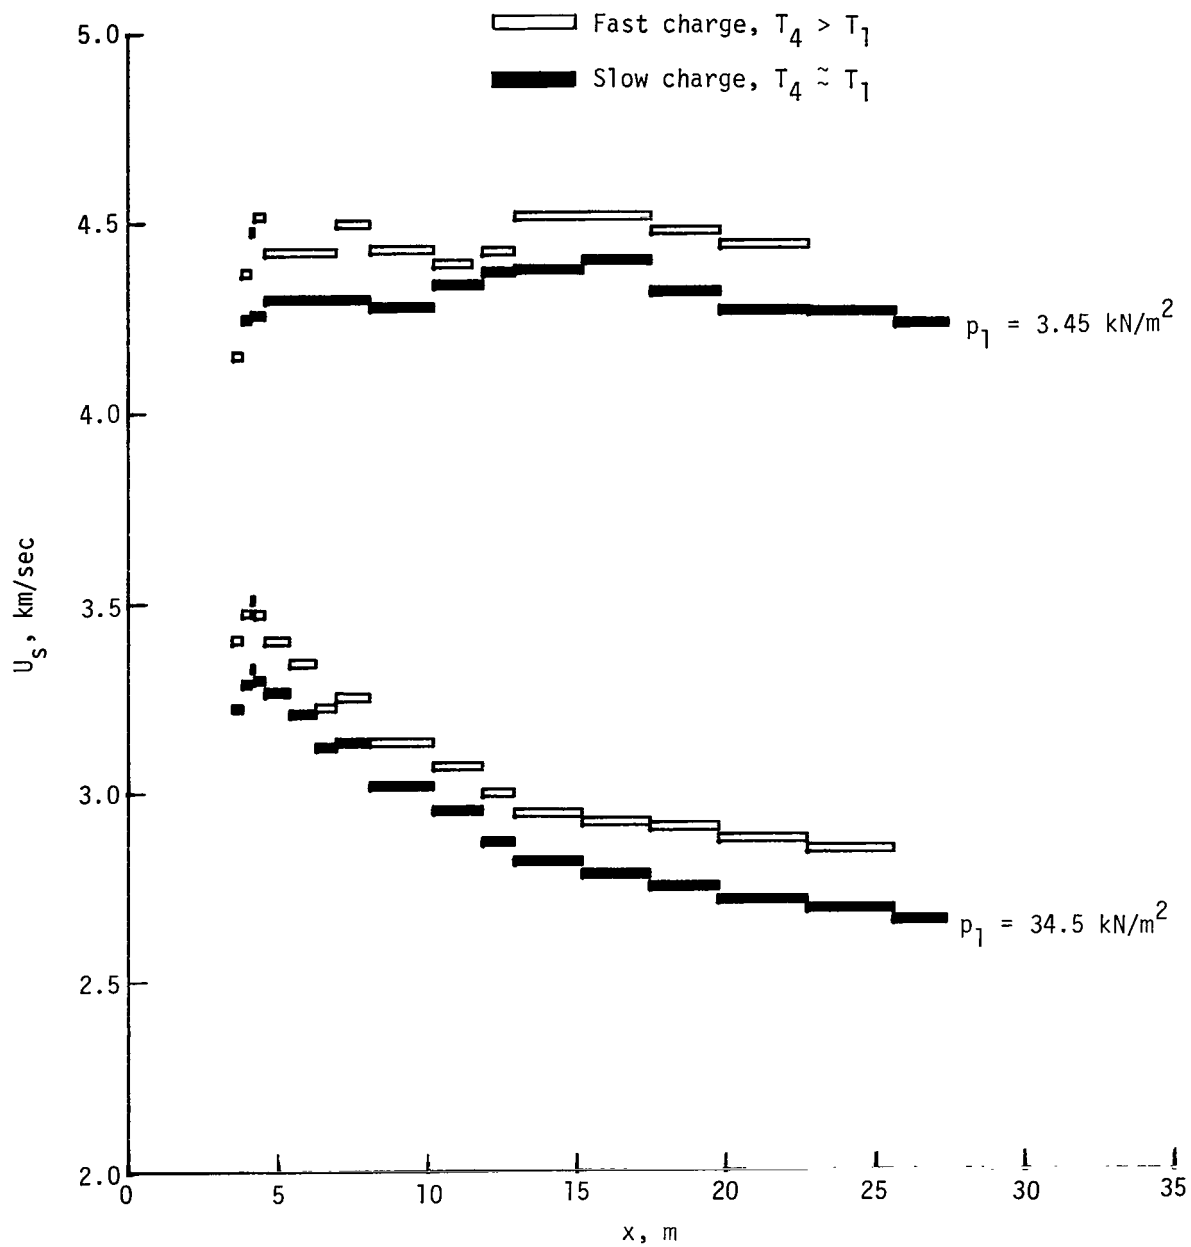 Fast charge, T4 > T1
Slow charge, T4 ≈ T1
5.0
4.5
p1 = 3.45 kN/m2
4.0
Us, km/sec
3.5
3.0
p1 = 34.5 kN/m2
2.5
2.0
0 5 10 15 20 25 30 35
x, m